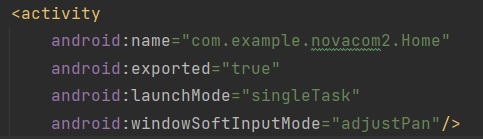 <activity
android:name="com.example.novacom2.Home"
android:exported="true"
android:launchMode="singleTask"
android:windowSoftInputMode="adjustPan"/>